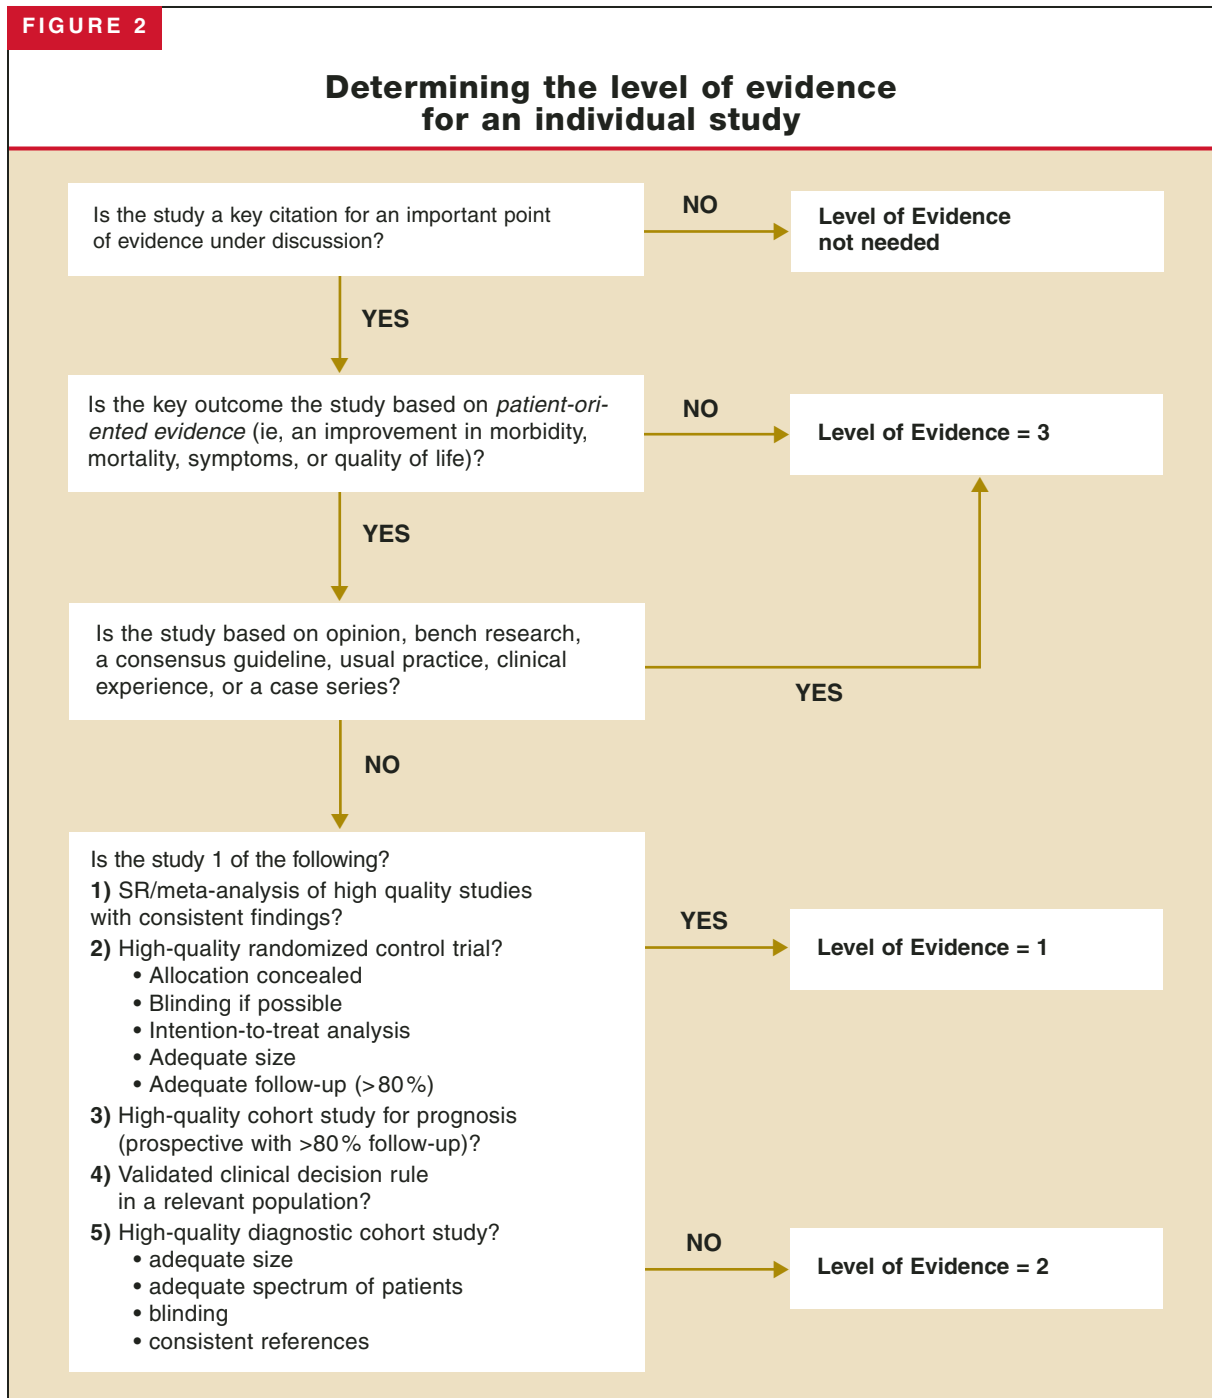 FIGURE 2
Determining the level of evidence
for an individual study
Is the study a key citation for an important point
of evidence under discussion?
NO
Level of Evidence
not needed
YES
Is the key outcome the study based on patient-ori-
ented evidence (ie, an improvement in morbidity,
mortality, symptoms, or quality of life)?
NO
Level of Evidence = 3
YES
Is the study based on opinion, bench research,
a consensus guideline, usual practice, clinical
experience, or a case series?
YES
NO
Is the study 1 of the following?
1) SR/meta-analysis of high quality studies
with consistent findings?
2) High-quality randomized control trial?
• Allocation concealed
• Blinding if possible
• Intention-to-treat analysis
• Adequate size
• Adequate follow-up (>80%)
3) High-quality cohort study for prognosis
(prospective with >80% follow-up)?
4) Validated clinical decision rule
in a relevant population?
5) High-quality diagnostic cohort study?
• adequate size
• adequate spectrum of patients
• blinding
• consistent references
YES
Level of Evidence = 1
NO
Level of Evidence = 2